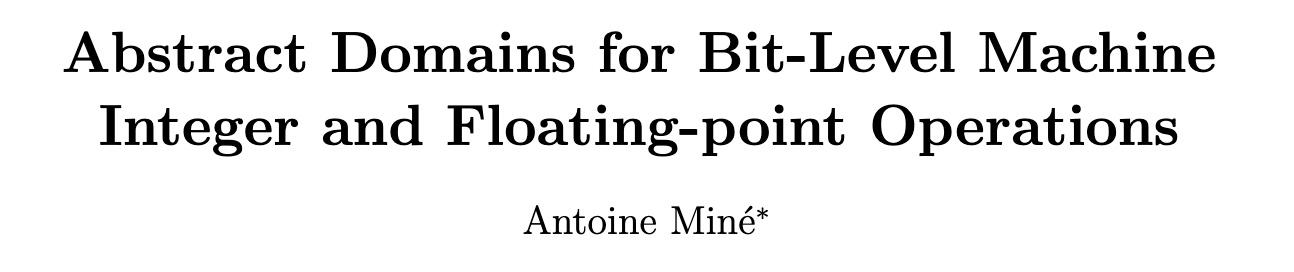 Abstract Domains for Bit-Level Machine
Integer and Floating-point Operations
Antoine Miné*